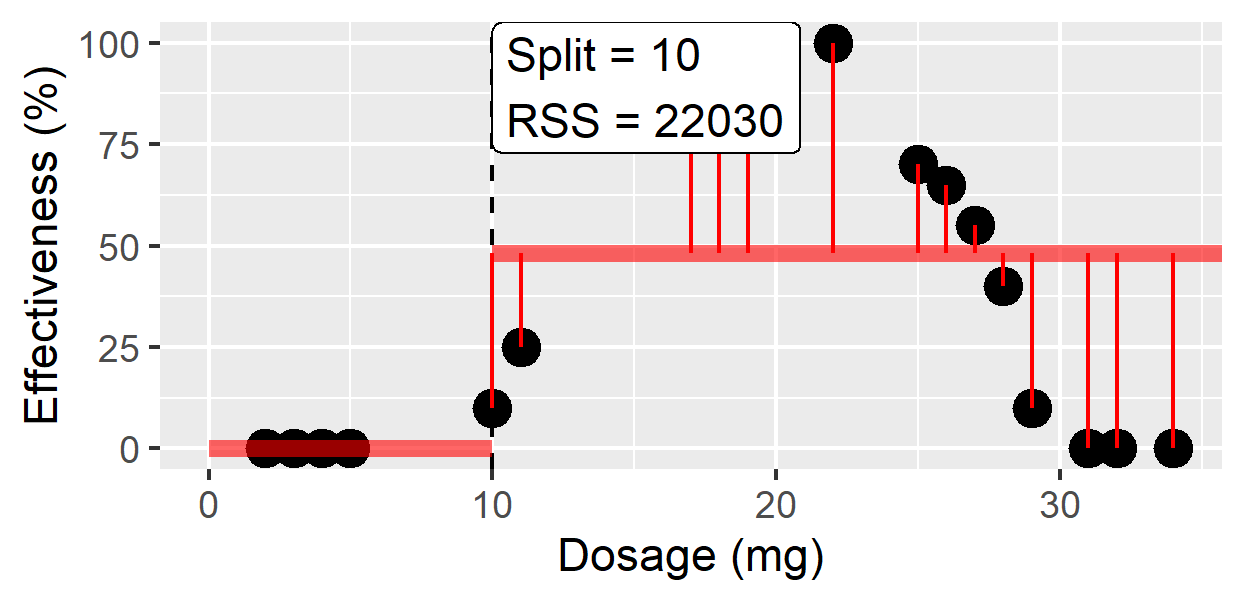 Split = 10
RSS = 22030
100
75
50
25
0
Effectiveness (%)
0
10
20
30
Dosage (mg)